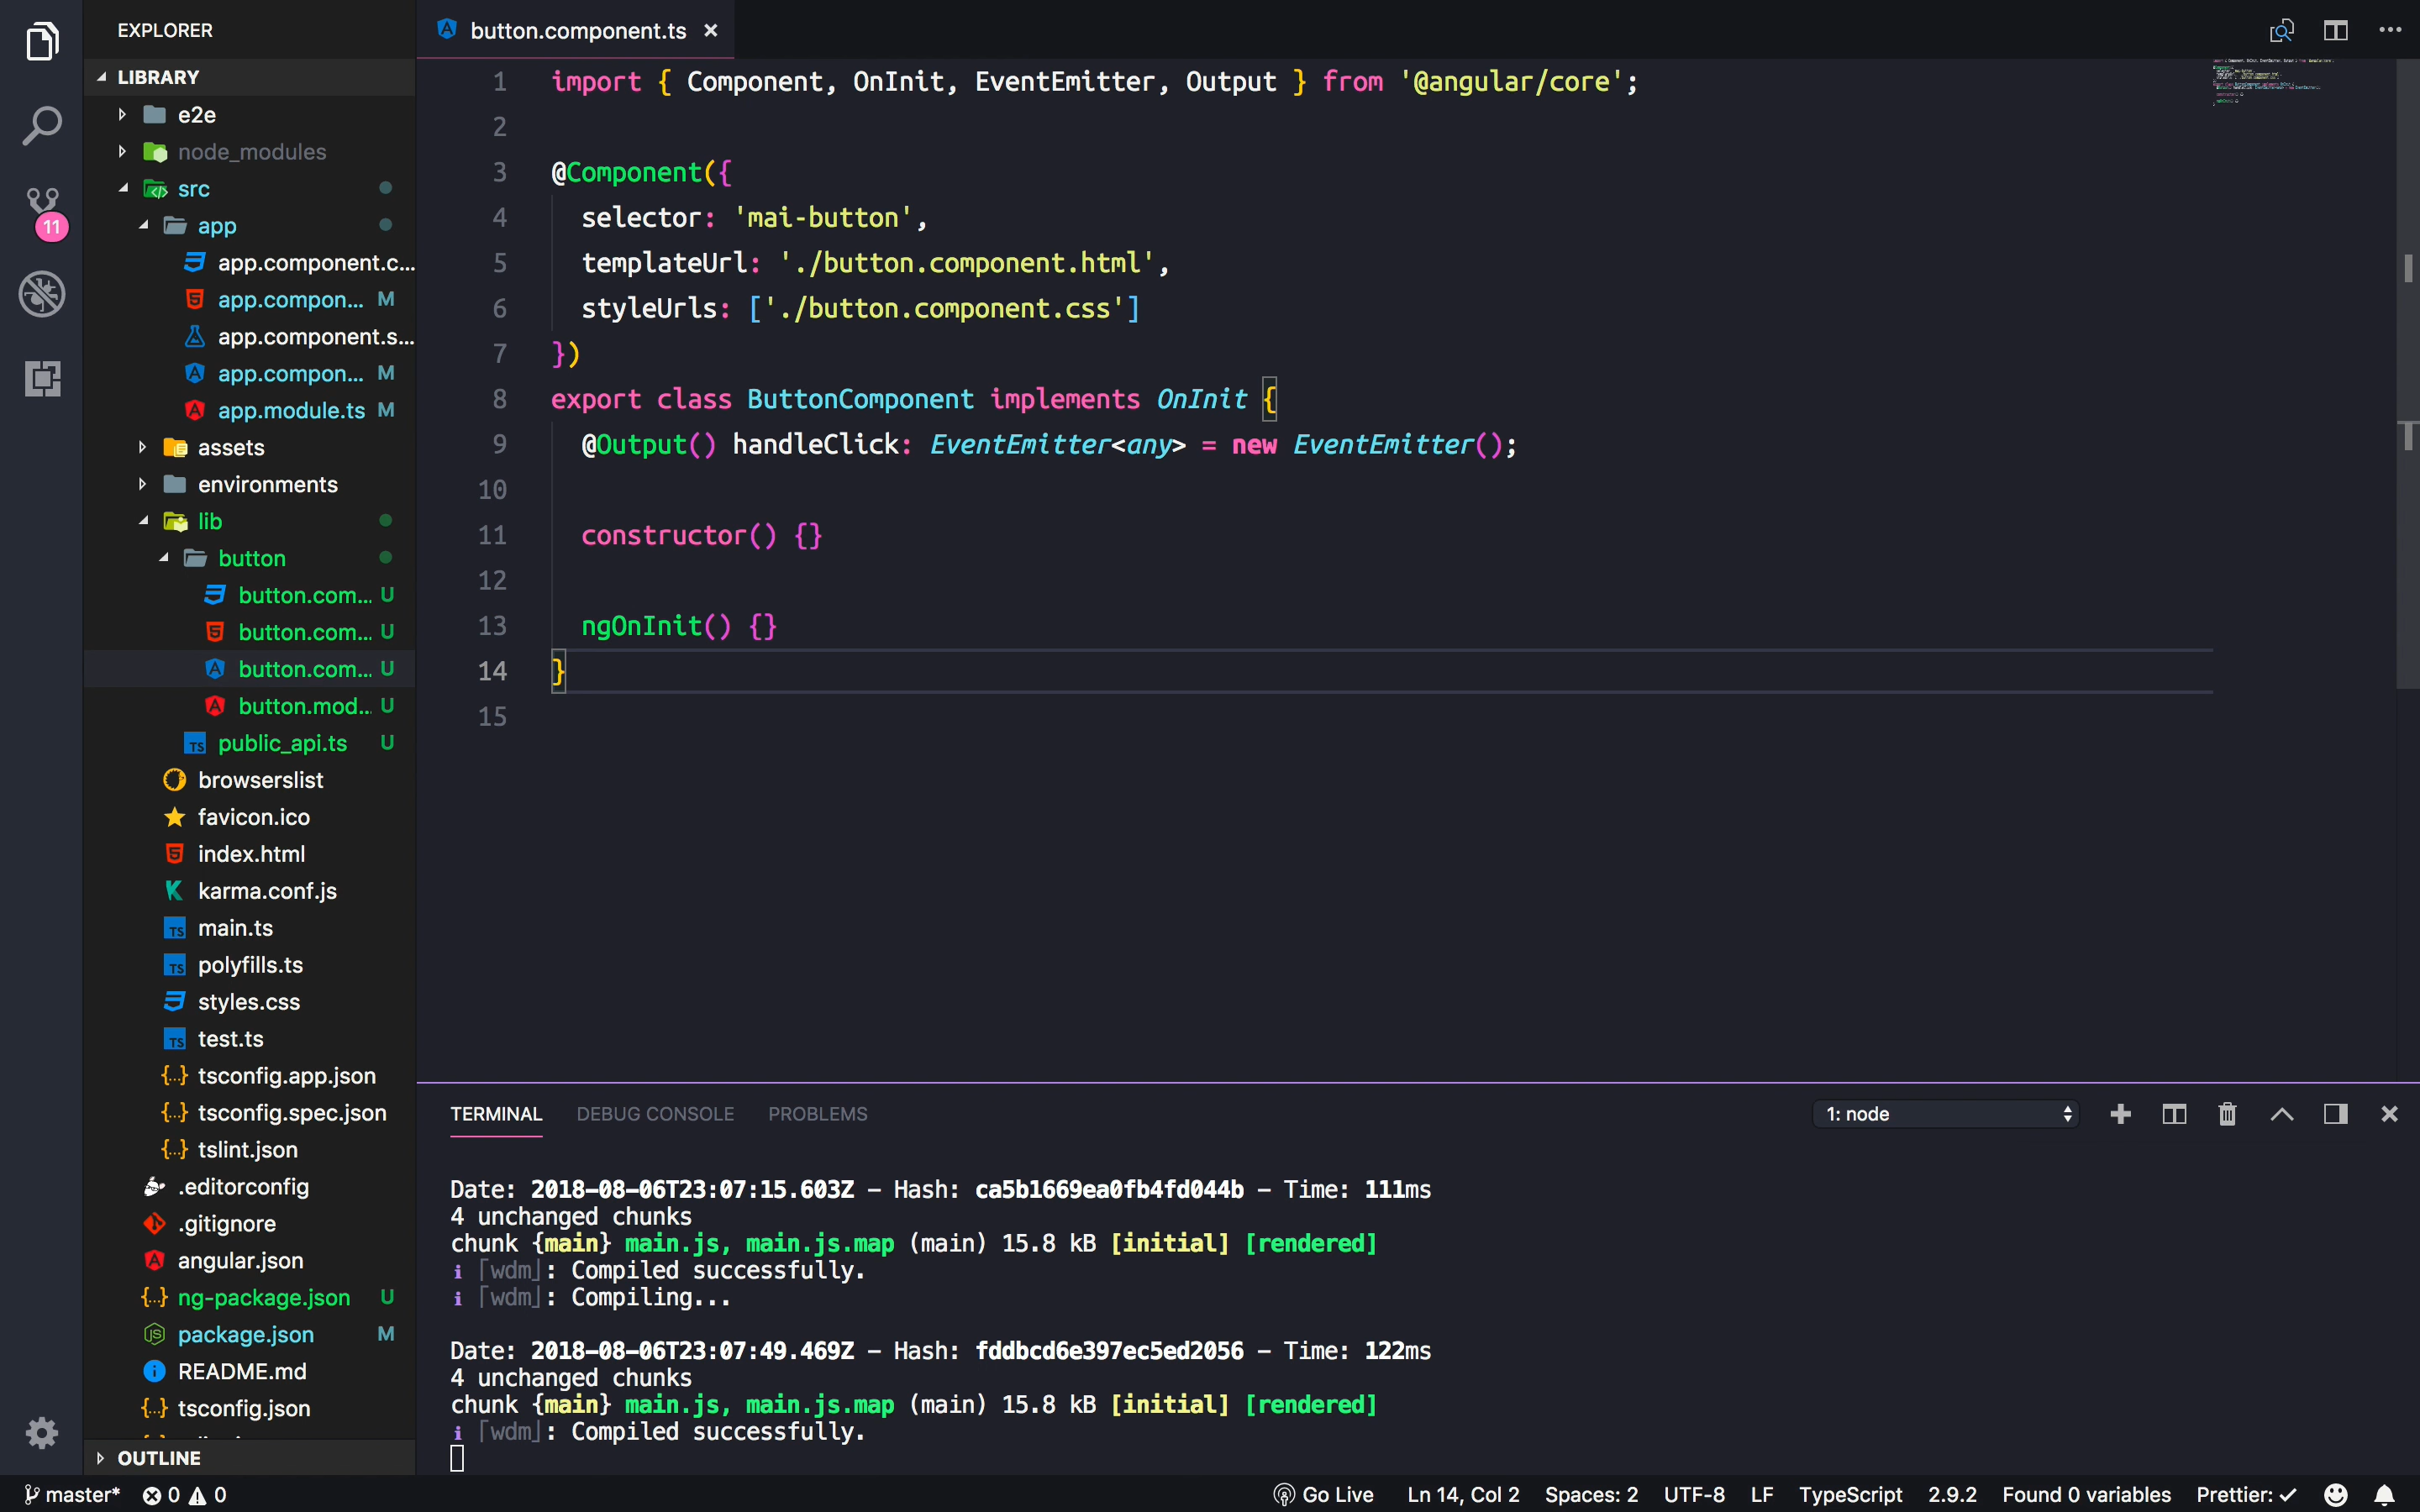 EXPLORER
LIBRARY
e2e
node_modules
src
app
app.component.c...
app.compon... M
app.component.s...
app.compon... M
app.module.ts M
assets
environments
lib
button
button.com... U
button.com... U
button.com... U
button.mod... U
public_api.ts U
browserslist
favicon.ico
index.html
karma.conf.js
main.ts
polyfills.ts
styles.css
test.ts
tsconfig.app.json
tsconfig.spec.json
tslint.json
.editorconfig
.gitignore
angular.json
ng-package.json U
package.json M
README.md
tsconfig.json
OUTLINE
11
button.component.ts ×
1 import { Component, OnInit, EventEmitter, Output } from '@angular/core';
2
3 @Component({
4 selector: 'mai-button',
5 templateUrl: './button.component.html',
6 styleUrls: ['./button.component.css']
7 })
8 export class ButtonComponent implements OnInit {
9 @Output() handleClick: EventEmitter<any> = new EventEmitter();
10
11 constructor() {}
12
13 ngOnInit() {}
14 }
15
TERMINAL DEBUG CONSOLE PROBLEMS 1: node
Date: 2018-08-06T23:07:15.603Z - Hash: ca5b1669ea0fb4fd044b - Time: 111ms
4 unchanged chunks
chunk {main} main.js, main.js.map (main) 15.8 kB [initial] [rendered]
ℹ ｢wdm｣: Compiled successfully.
ℹ ｢wdm｣: Compiling...
Date: 2018-08-06T23:07:49.469Z - Hash: fddbcd6e397ec5ed2056 - Time: 122ms
4 unchanged chunks
chunk {main} main.js, main.js.map (main) 15.8 kB [initial] [rendered]
ℹ ｢wdm｣: Compiled successfully.
master* 0 0 Go Live Ln 14, Col 2 Spaces: 2 UTF-8 LF TypeScript 2.9.2 Found 0 variables Prettier: ✓